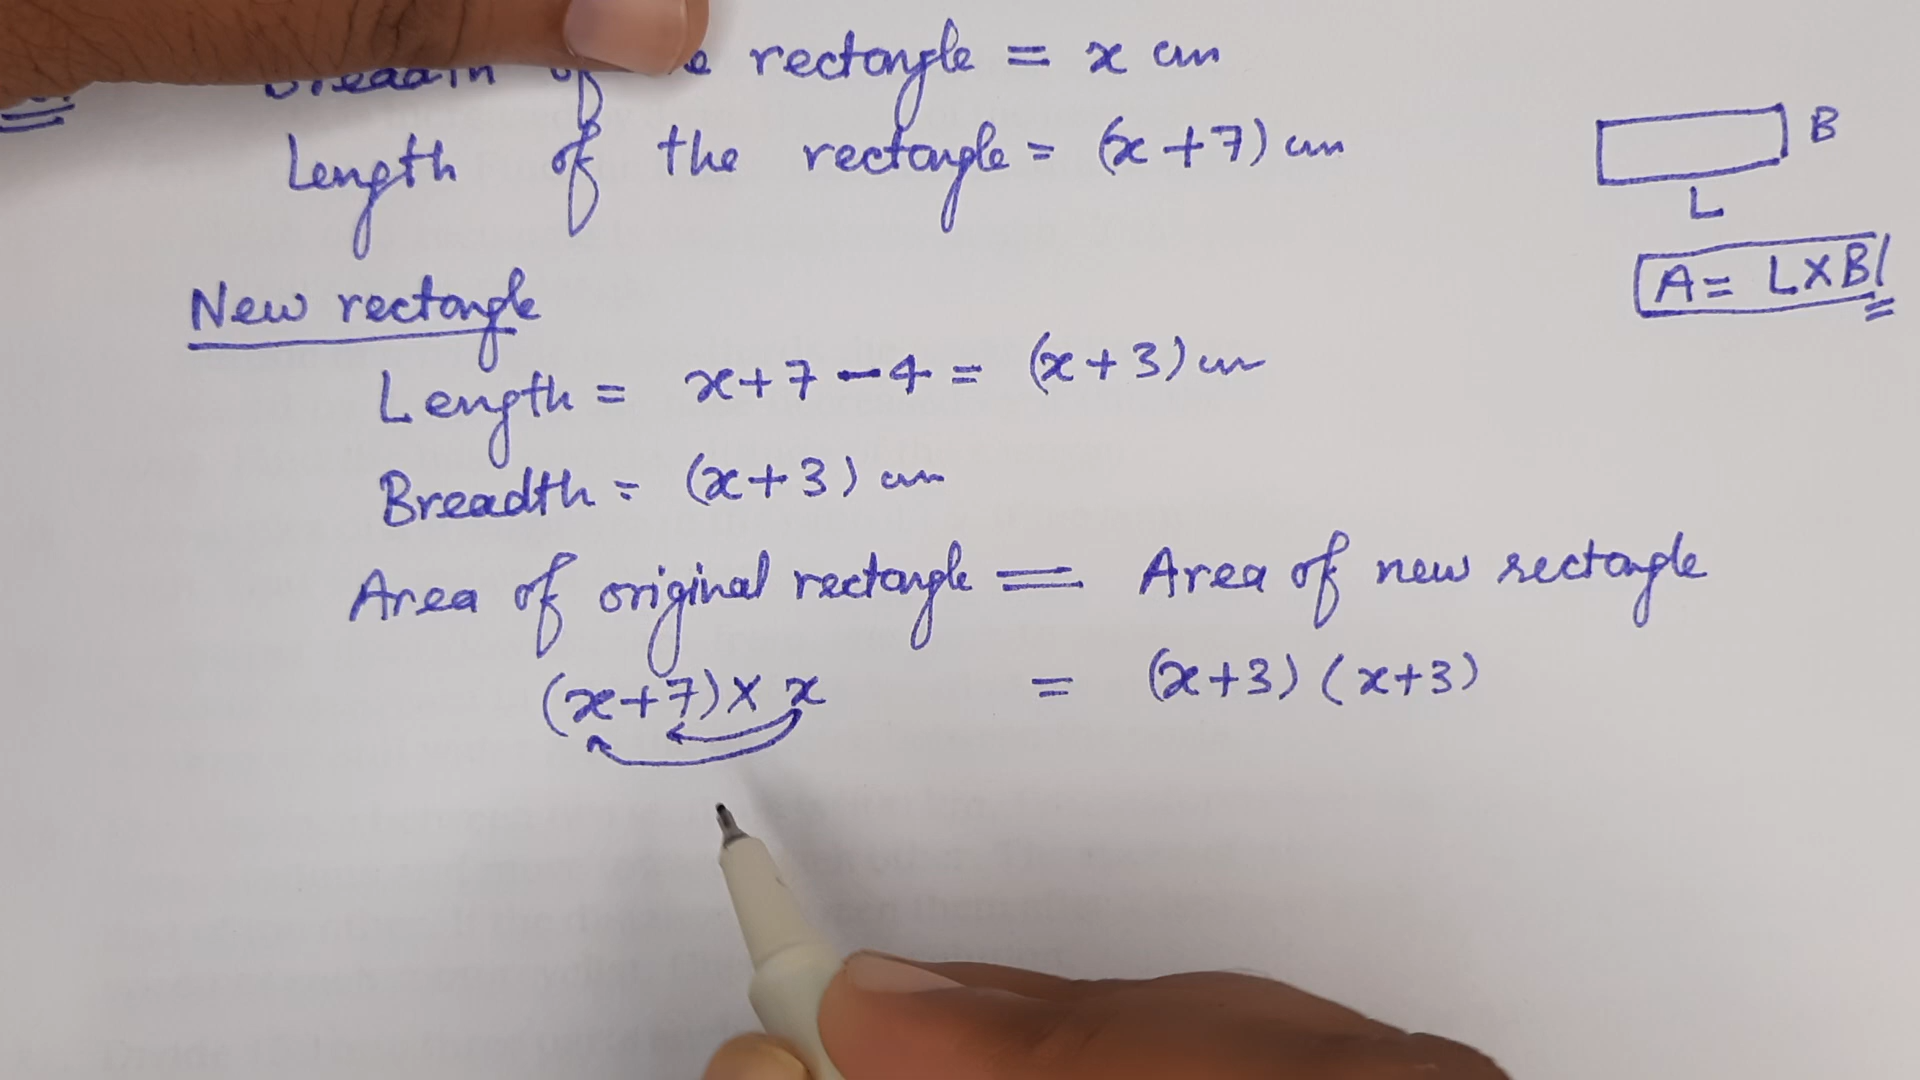 of rectangle = x cm
Length of the rectangle = (x + 7) cm
B
L
A = L X B
New rectangle
Length = x + 7 - 4 = (x + 3) cm
Breadth = (x + 3) cm
Area of original rectangle = Area of new rectangle
(x + 7) X x = (x + 3) (x + 3)